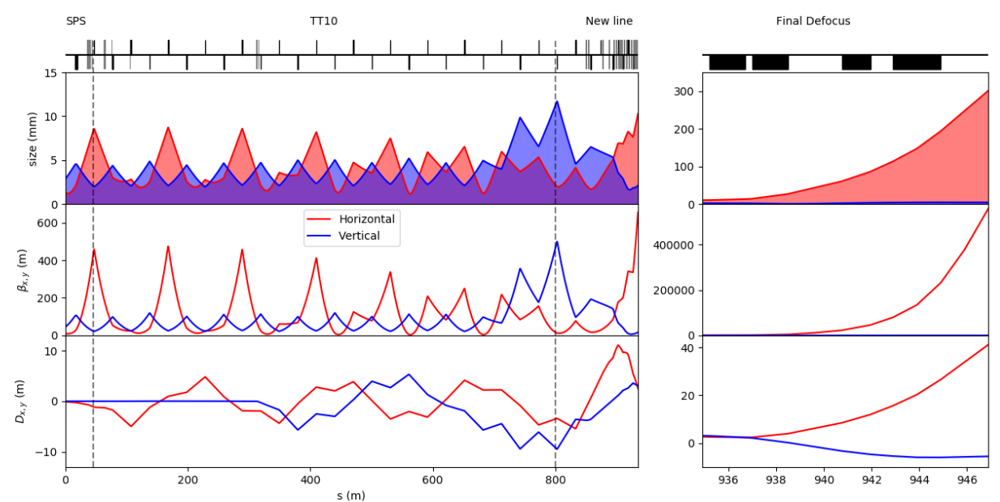 SPS TT10 New line Final Defocus
15
10
5
0
size (mm)
300
200
100
0
600
400
200
0
βx,y (m)
Horizontal
Vertical
400000
200000
0
10
0
−10
Dx,y (m)
40
20
0
0 200 400 600 800
s (m)
936 938 940 942 944 946